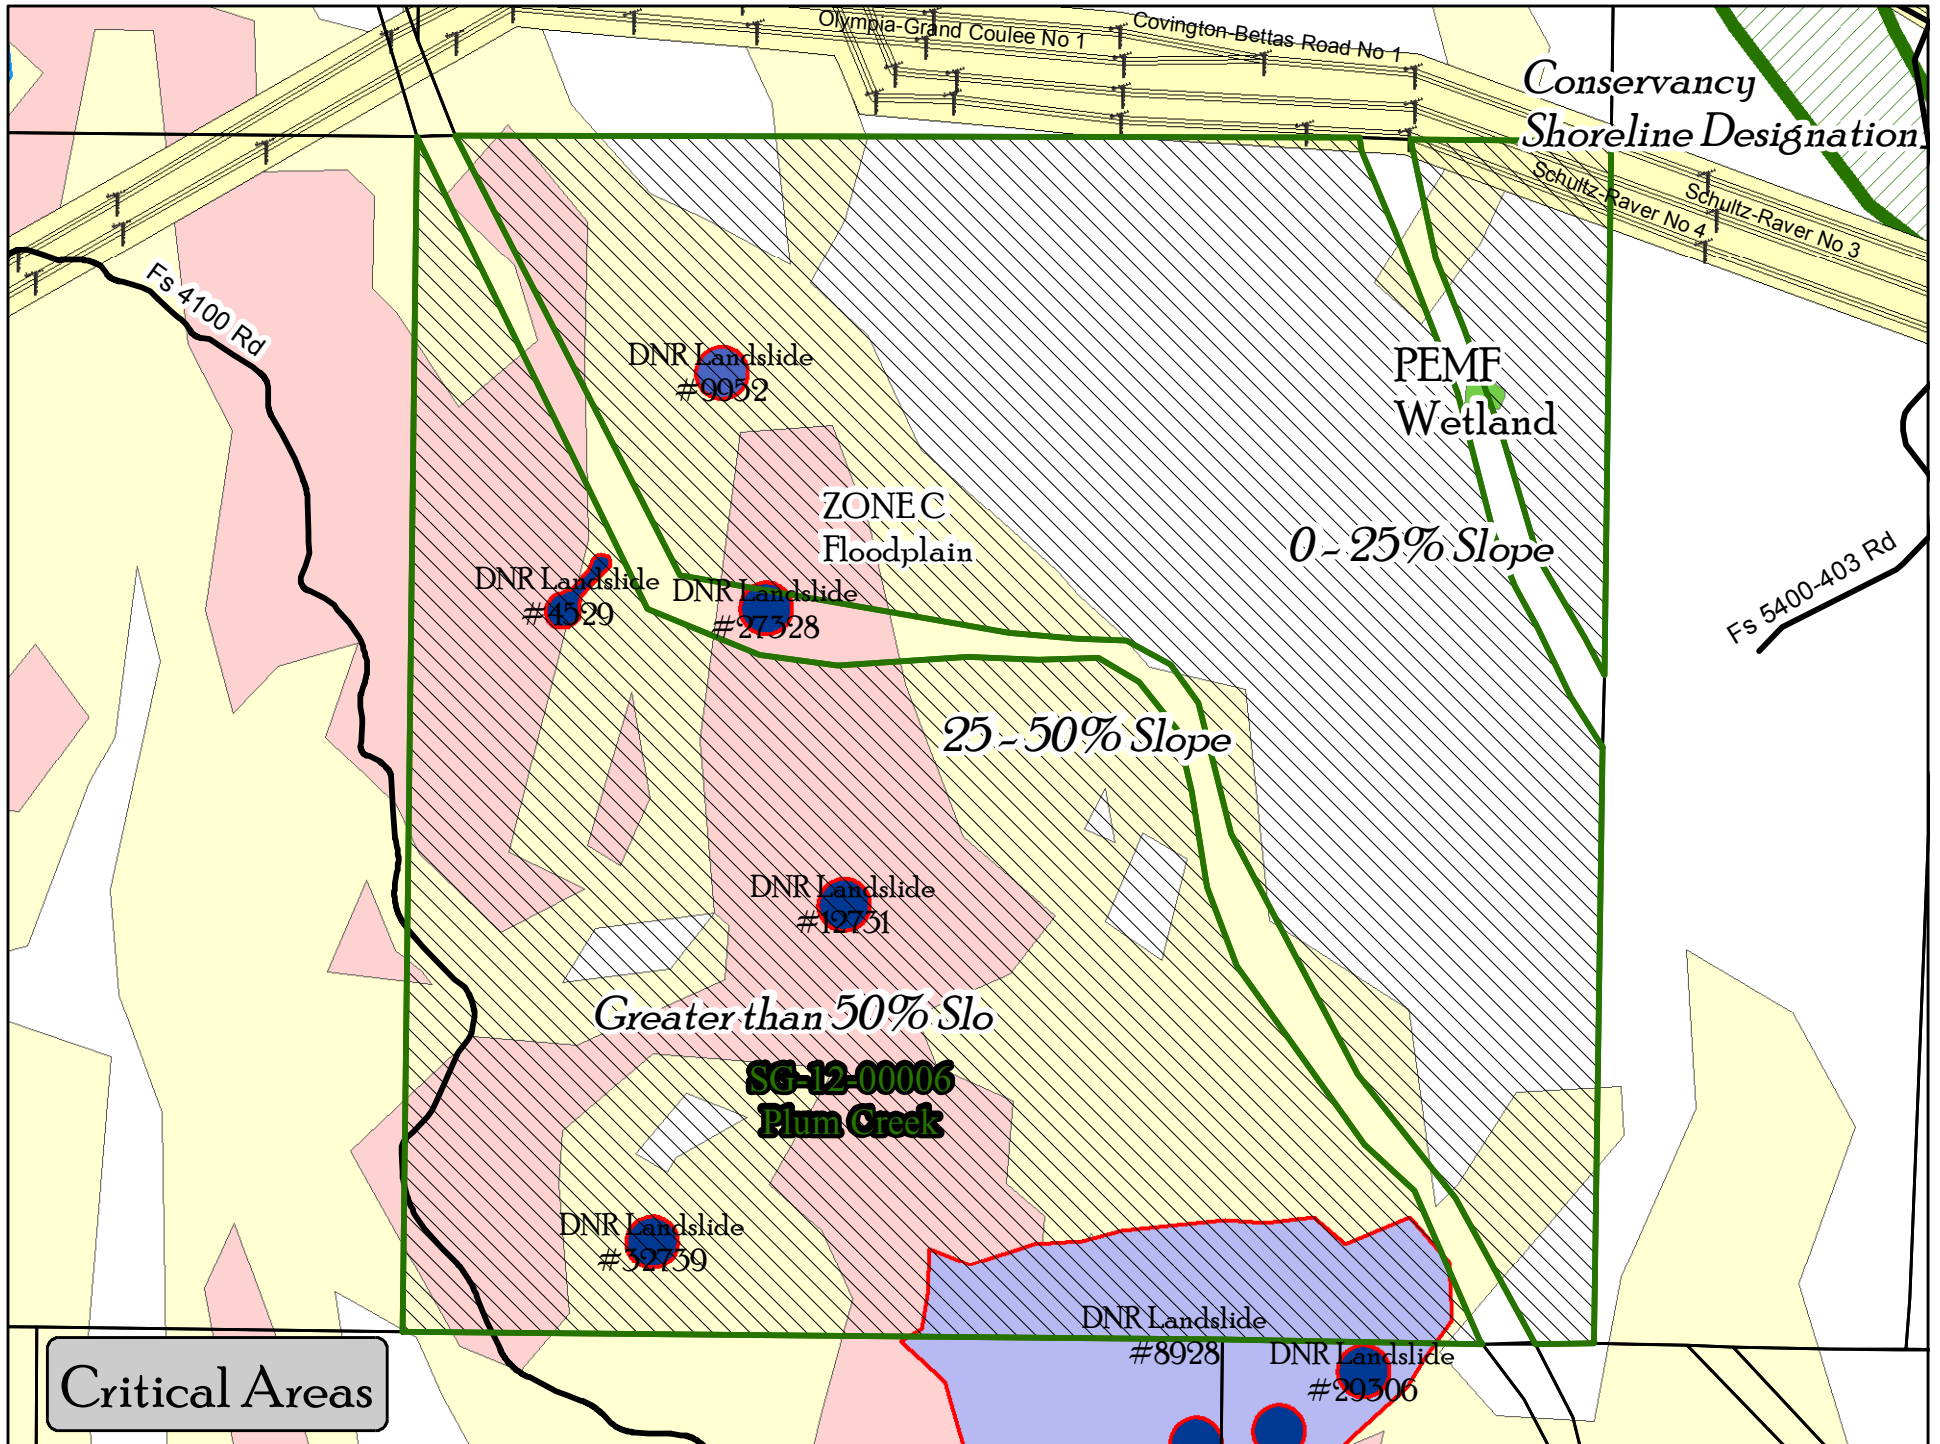 Olympia-Grand Coulee No 1
Covington-Bettas Road No 1
Conservancy
Shoreline Designation
Schultz-Raver No 4
Schultz-Raver No 3
Fs 4100 Rd
DNR Landslide
#9952
PEMF
Wetland
ZONE C
Floodplain
0 - 25% Slope
Fs 5400-403 Rd
DNR Landslide
#4529
DNR Landslide
#27328
25 - 50% Slope
DNR Landslide
#12731
Greater than 50% Slo
SG-12-00006
Plum Creek
DNR Landslide
#32739
DNR Landslide
#8928
DNR Landslide
#29306
Critical Areas